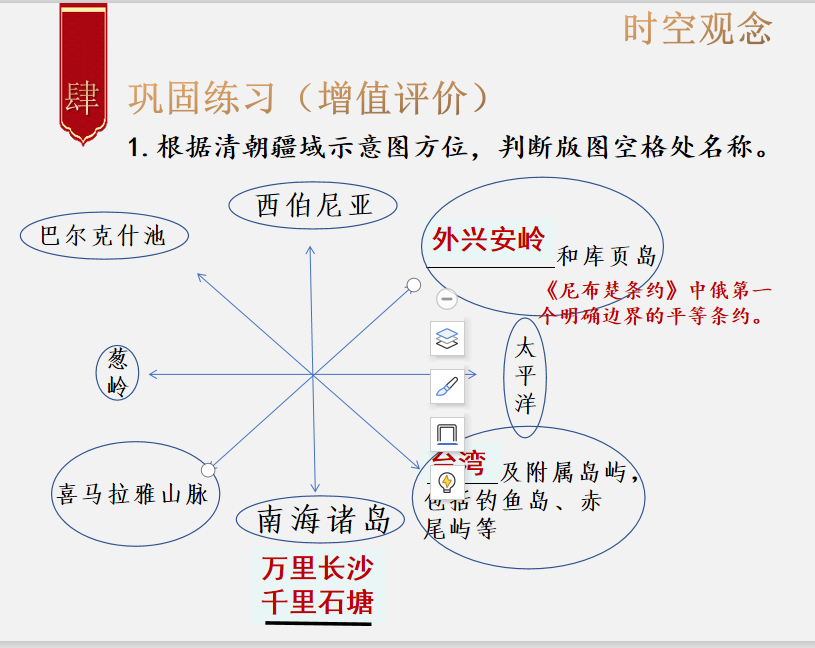 时空观念
肆
巩固练习（增值评价）
1.根据清朝疆域示意图方位，判断版图空格处名称。
西伯尼亚
巴尔克什池
外兴安岭
和库页岛
《尼布楚条约》中俄第一
个明确边界的平等条约。
葱
岭
太
平
洋
喜马拉雅山脉
南海诸岛
台湾
及附属岛屿，
包括钓鱼岛、赤
尾屿等
万里长沙
千里石塘